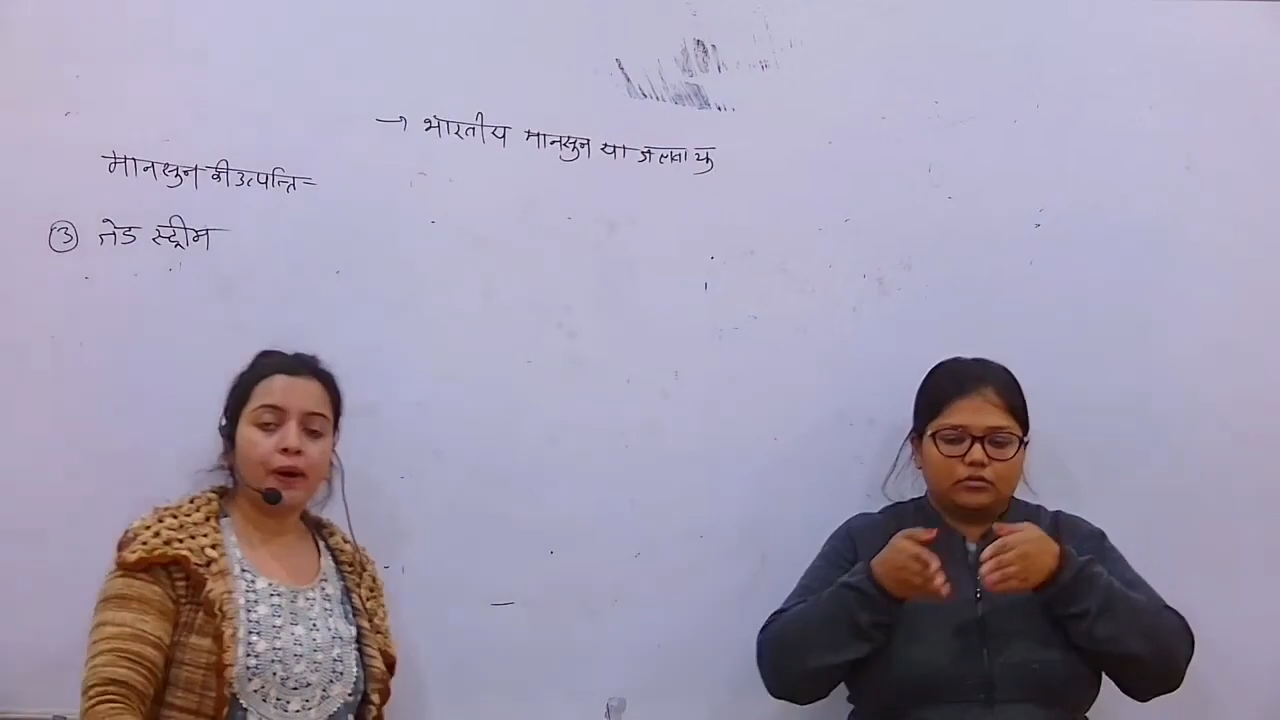 → भारतीय मानसुन या जलवायु
मानसुन की उत्पत्ति -
③ जेड स्ट्रीम